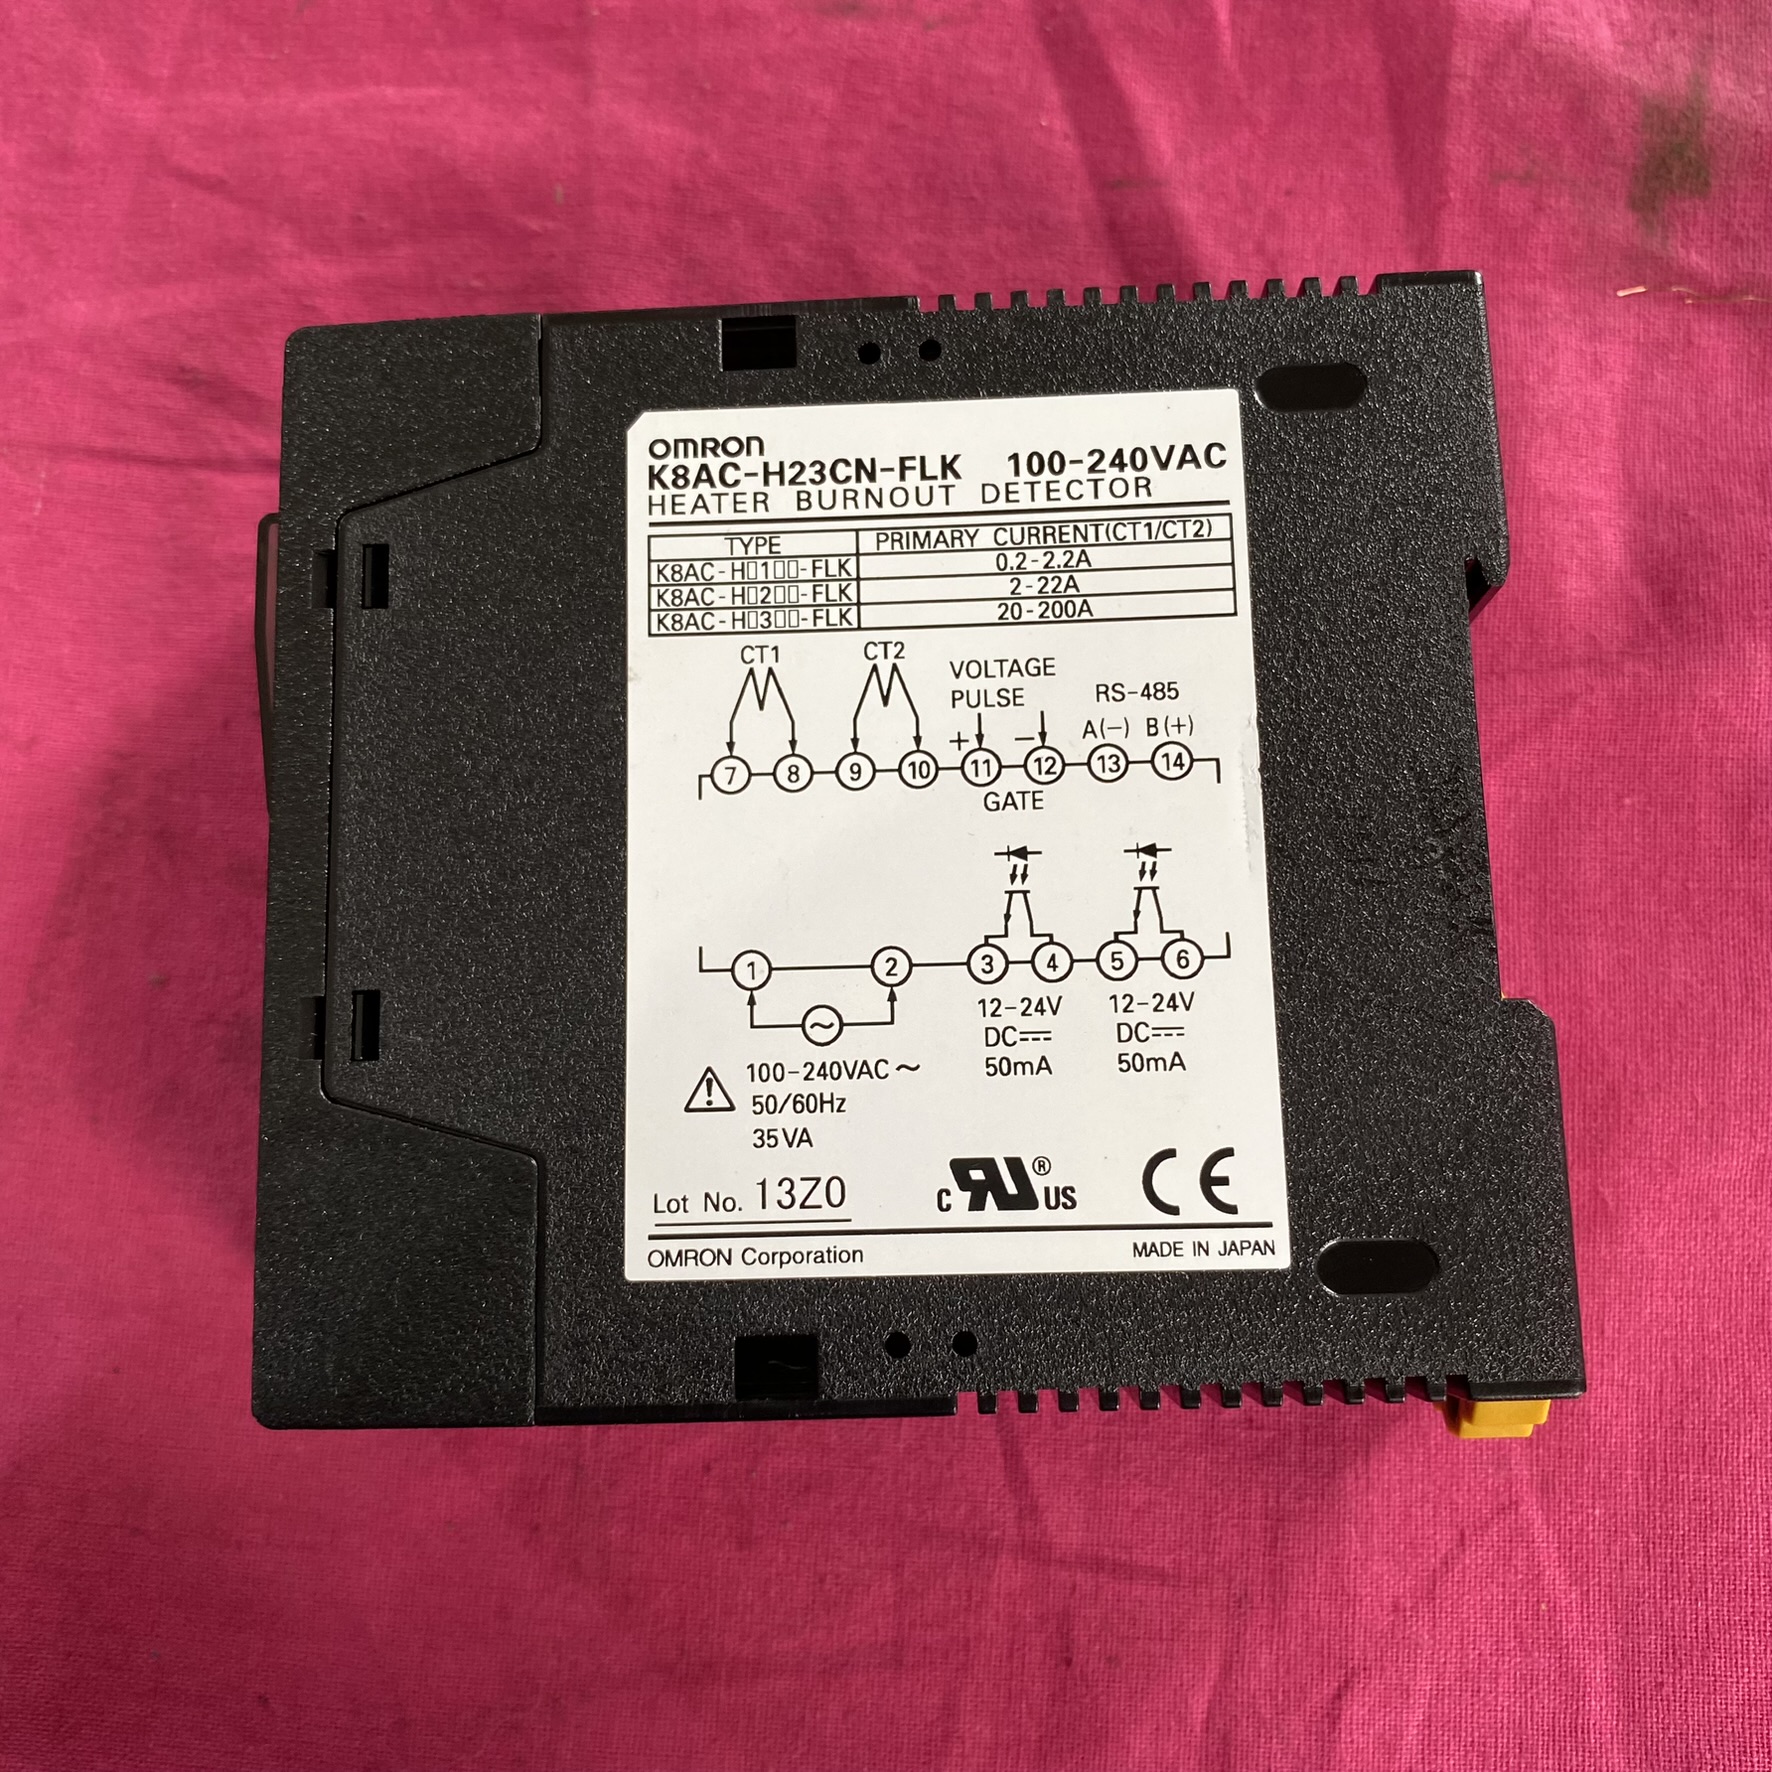 OMRON
K8AC-H23CN-FLK 100-240VAC
HEATER BURNOUT DETECTOR
TYPE PRIMARY CURRENT(CT1/CT2)
K8AC-H□1□□-FLK 0.2-2.2A
K8AC-H□2□□-FLK 2-22A
K8AC-H□3□□-FLK 20-200A
CT1 CT2 VOLTAGE
PULSE RS-485
+ − A(−) B(+)
7 8 9 10 11 12 13 14
GATE
1 2 3 4 5 6
~
12-24V 12-24V
DC⎓ DC⎓
50mA 50mA
⚠ 100-240VAC~
50/60Hz
35VA
Lot No. 13Z0
C RU ® US CE
OMRON Corporation MADE IN JAPAN